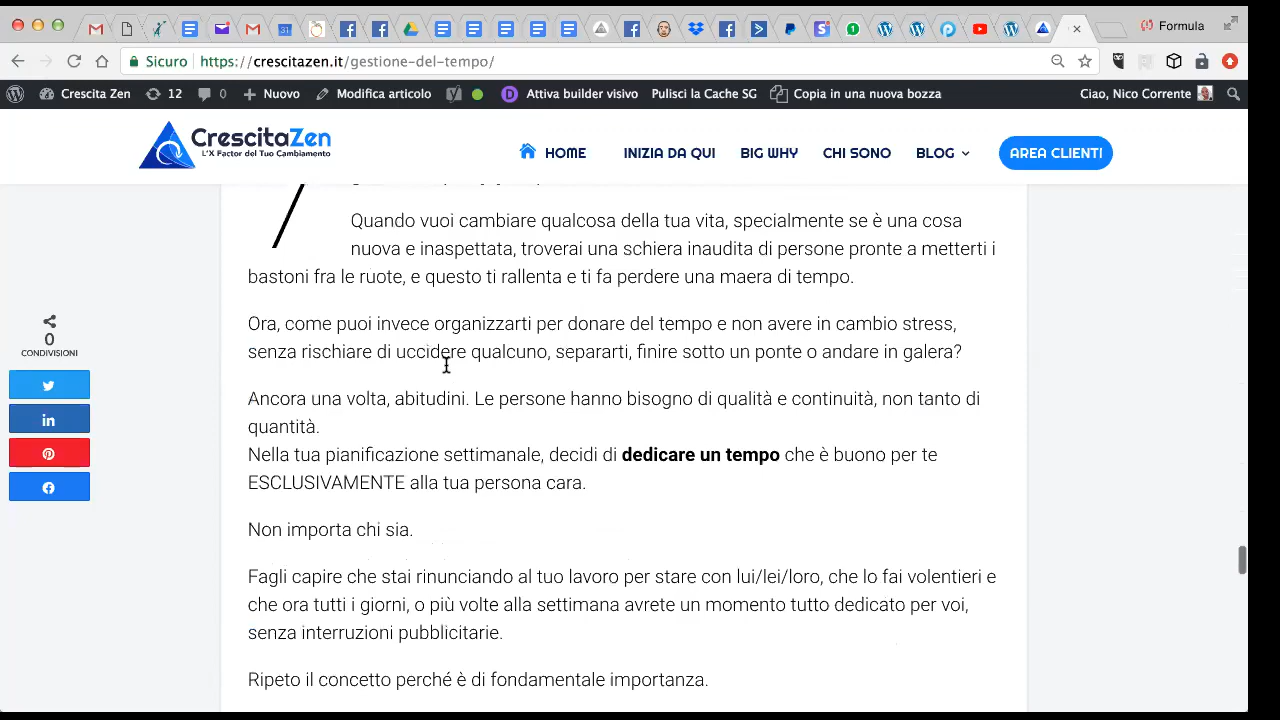 Formula
Sicuro https://crescitazen.it/gestione-del-tempo/
Crescita Zen 12 0 Nuovo Modifica articolo Attiva builder visivo Pulisci la Cache SG Copia in una nuova bozza Ciao, Nico Corrente
CrescitaZen
L'X Factor del Tuo Cambiamento
HOME INIZIA DA QUI BIG WHY CHI SONO BLOG AREA CLIENTI
Quando vuoi cambiare qualcosa della tua vita, specialmente se è una cosa
nuova e inaspettata, troverai una schiera inaudita di persone pronte a metterti i
bastoni fra le ruote, e questo ti rallenta e ti fa perdere una maera di tempo.
0
CONDIVISIONI
Ora, come puoi invece organizzarti per donare del tempo e non avere in cambio stress,
senza rischiare di uccidere qualcuno, separarti, finire sotto un ponte o andare in galera?
Ancora una volta, abitudini. Le persone hanno bisogno di qualità e continuità, non tanto di
quantità.
Nella tua pianificazione settimanale, decidi di dedicare un tempo che è buono per te
ESCLUSIVAMENTE alla tua persona cara.
Non importa chi sia.
Fagli capire che stai rinunciando al tuo lavoro per stare con lui/lei/loro, che lo fai volentieri e
che ora tutti i giorni, o più volte alla settimana avrete un momento tutto dedicato per voi,
senza interruzioni pubblicitarie.
Ripeto il concetto perché è di fondamentale importanza.